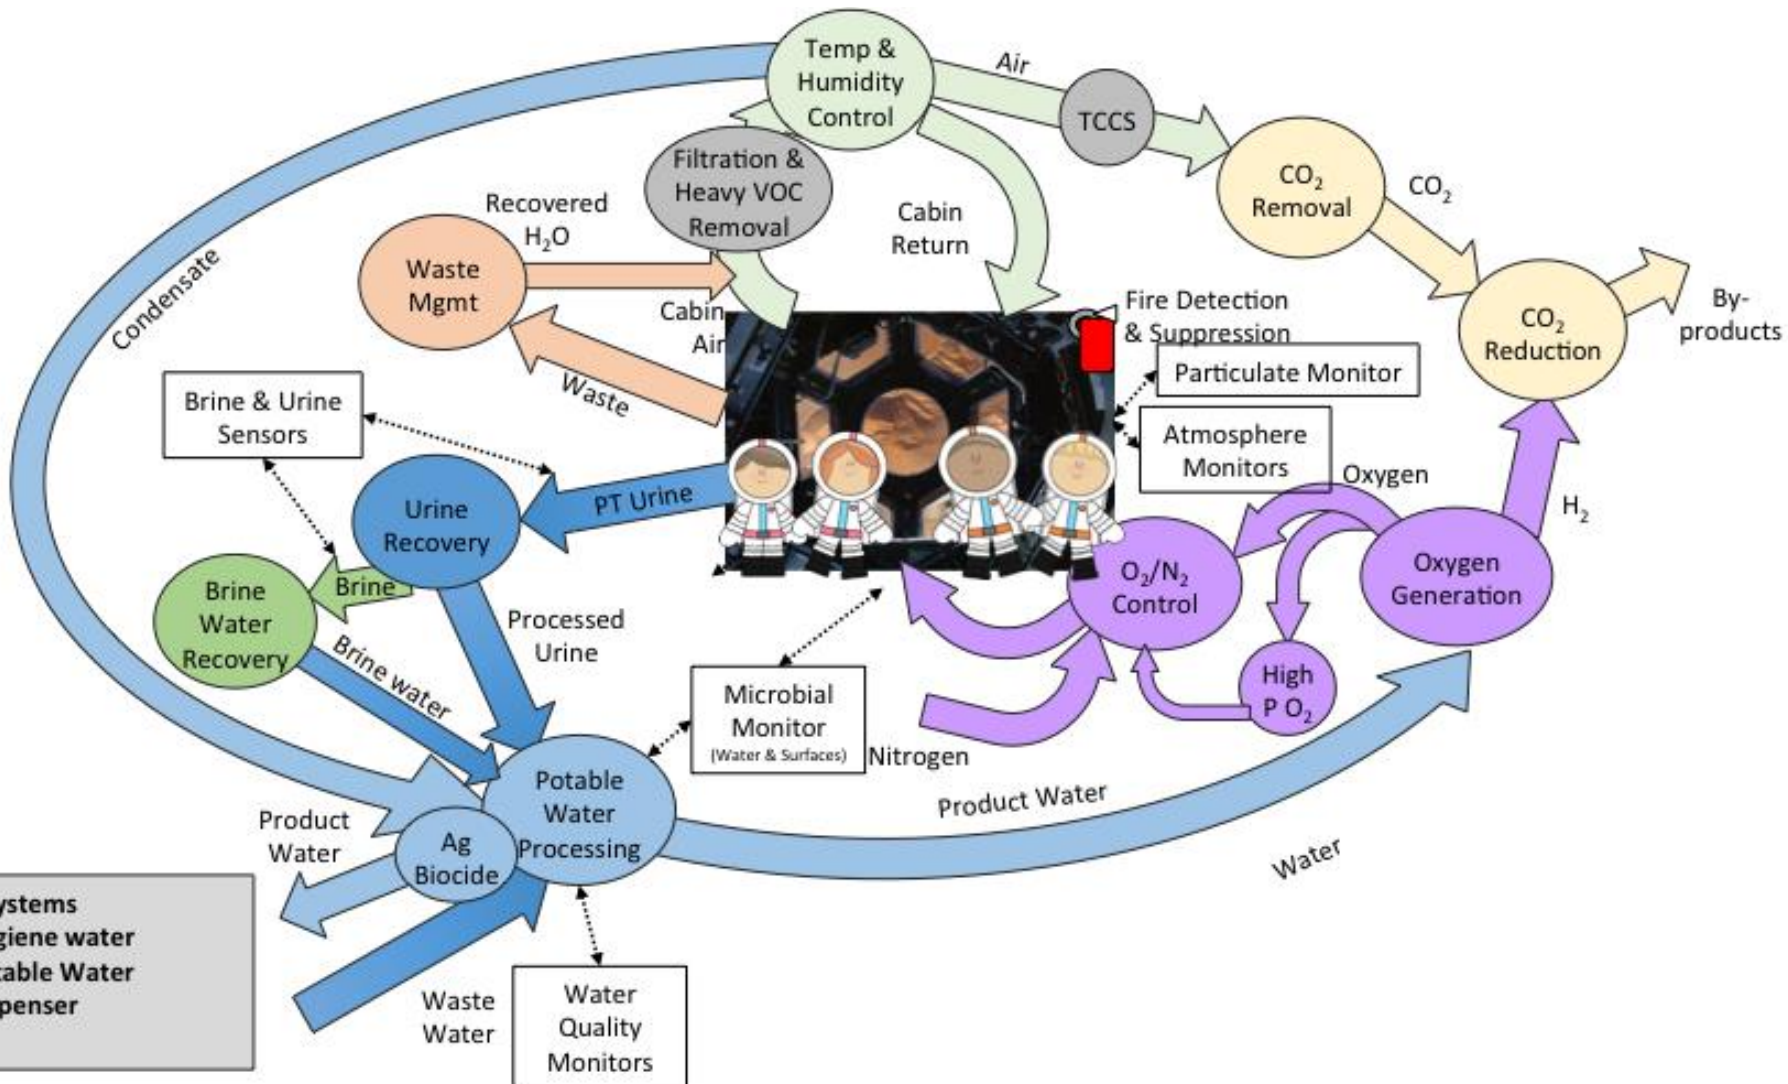 Temp &
Humidity
Control
Air
TCCS
Filtration &
Heavy VOC
Removal
CO₂
Removal
CO₂
Recovered
H₂O
Cabin
Return
Waste
Mgmt
Condensate
Cabin
Air
Fire Detection
& Suppression
CO₂
Reduction
By-
products
Particulate Monitor
Waste
Brine & Urine
Sensors
Atmosphere
Monitors
Oxygen
PT Urine
H₂
Urine
Recovery
O₂/N₂
Control
Oxygen
Generation
Brine
Brine
Water
Recovery
Processed
Urine
Brine water
Microbial
Monitor
(Water & Surfaces)
High
P O₂
Nitrogen
Potable
Water
Processing
Product Water
Product
Water
Ag
Biocide
Water
ystems
giene water
table Water
penser
Waste
Water
Water
Quality
Monitors